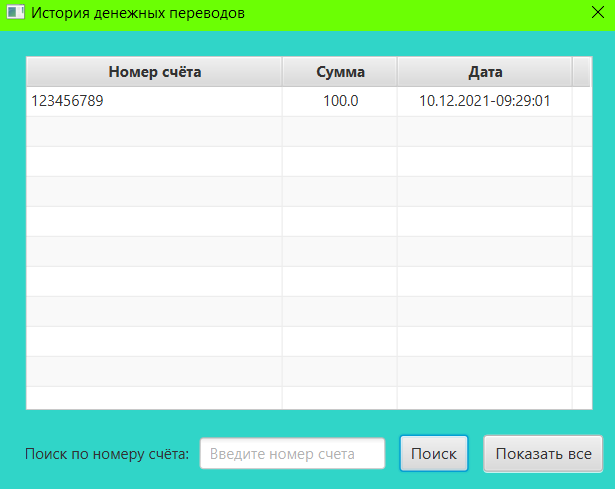 История денежных переводов
Номер счёта Сумма Дата
123456789 100.0 10.12.2021-09:29:01
Поиск по номеру счёта: Введите номер счета Поиск Показать все